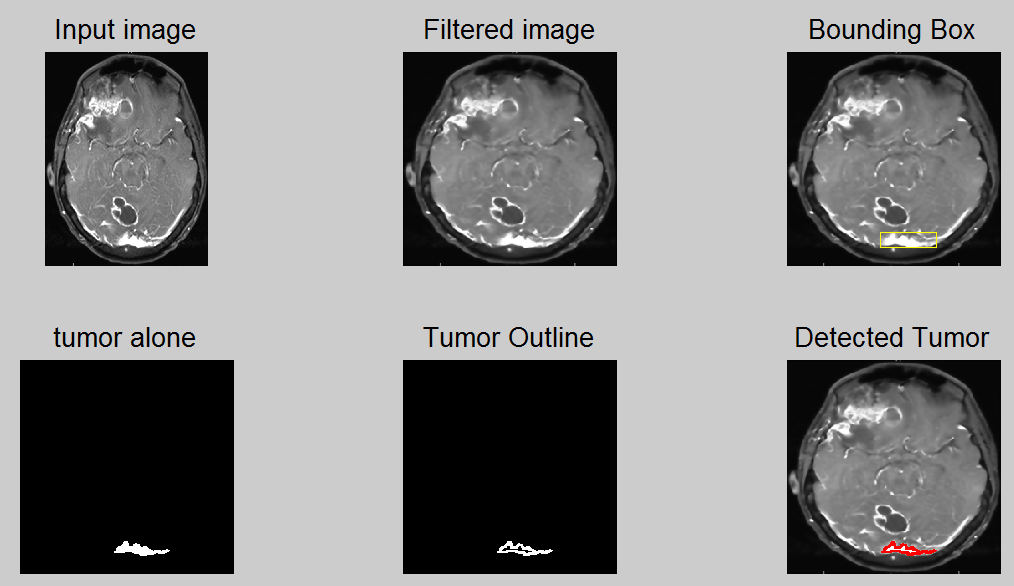 Input image
Filtered image
Bounding Box
tumor alone
Tumor Outline
Detected Tumor